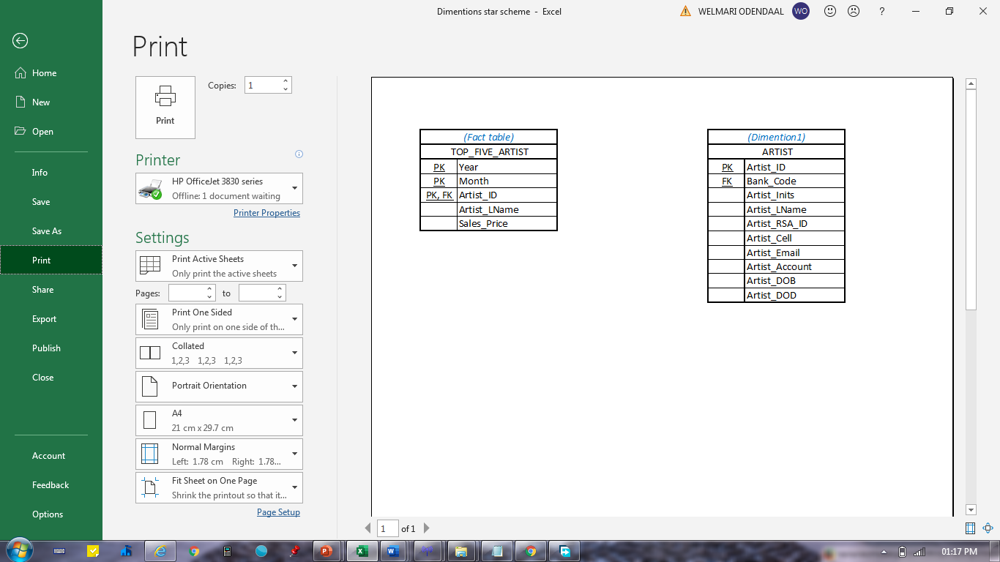 Dimentions star scheme - Excel
WELMARI ODENDAAL
WO
?
Home
New
Open
Info
Save
Save As
Print
Share
Export
Publish
Close
Account
Feedback
Options
Print
Print
Copies: 1
Printer
HP OfficeJet 3830 series
Offline: 1 document waiting
Printer Properties
Settings
Print Active Sheets
Only print the active sheets
Pages: to
Print One Sided
Only print on one side of th...
Collated
1,2,3 1,2,3 1,2,3
Portrait Orientation
A4
21 cm x 29.7 cm
Normal Margins
Left: 1.78 cm Right: 1.78...
Fit Sheet on One Page
Shrink the printout so that it...
Page Setup
(Fact table)
TOP_FIVE_ARTIST
PK Year
PK Month
PK, FK Artist_ID
Artist_LName
Sales_Price
(Dimention1)
ARTIST
PK Artist_ID
FK Bank_Code
Artist_Inits
Artist_LName
Artist_RSA_ID
Artist_Cell
Artist_Email
Artist_Account
Artist_DOB
Artist_DOD
1 of 1
01:17 PM